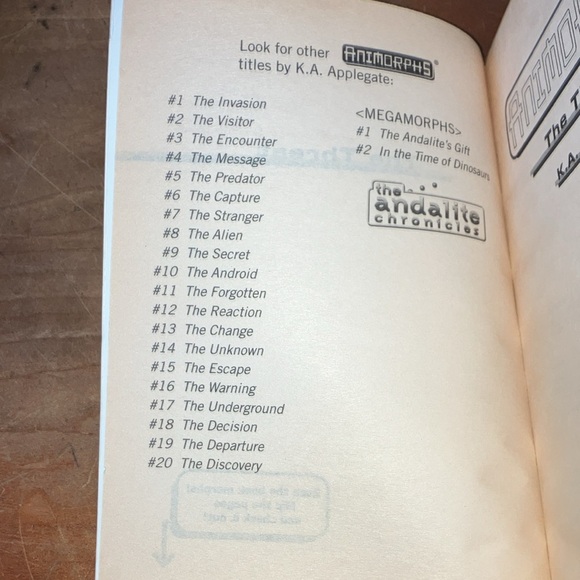 Look for other ANIMORPHS®
titles by K.A. Applegate:
#1 The Invasion
#2 The Visitor
#3 The Encounter
#4 The Message
#5 The Predator
#6 The Capture
#7 The Stranger
#8 The Alien
#9 The Secret
#10 The Android
#11 The Forgotten
#12 The Reaction
#13 The Change
#14 The Unknown
#15 The Escape
#16 The Warning
#17 The Underground
#18 The Decision
#19 The Departure
#20 The Discovery
<MEGAMORPHS>
#1 The Andalite's Gift
#2 In the Time of Dinosaurs
the
andalite
chronicles
The T
K.A.